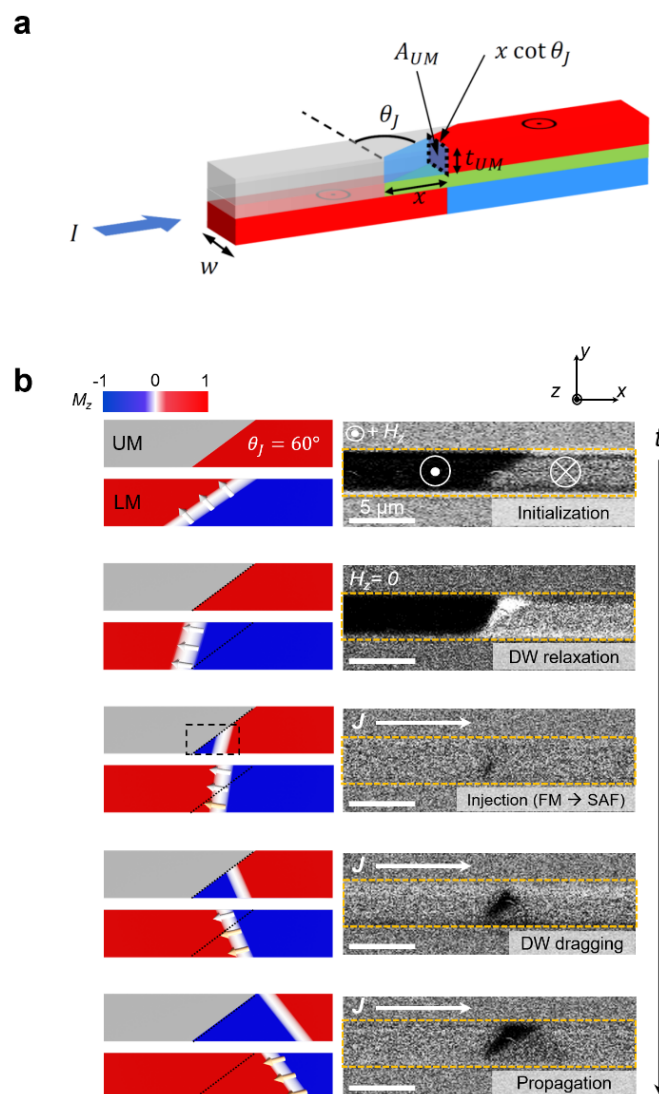 a
A_UM
x cot θ_J
θ_J
t_UM
x
I
w
b
-1 0 1
M_z
y
z x
t
UM
θ_J = 60°
LM
+ H_z
5 μm
Initialization
H_z= 0
DW relaxation
J
Injection (FM → SAF)
J
DW dragging
J
Propagation